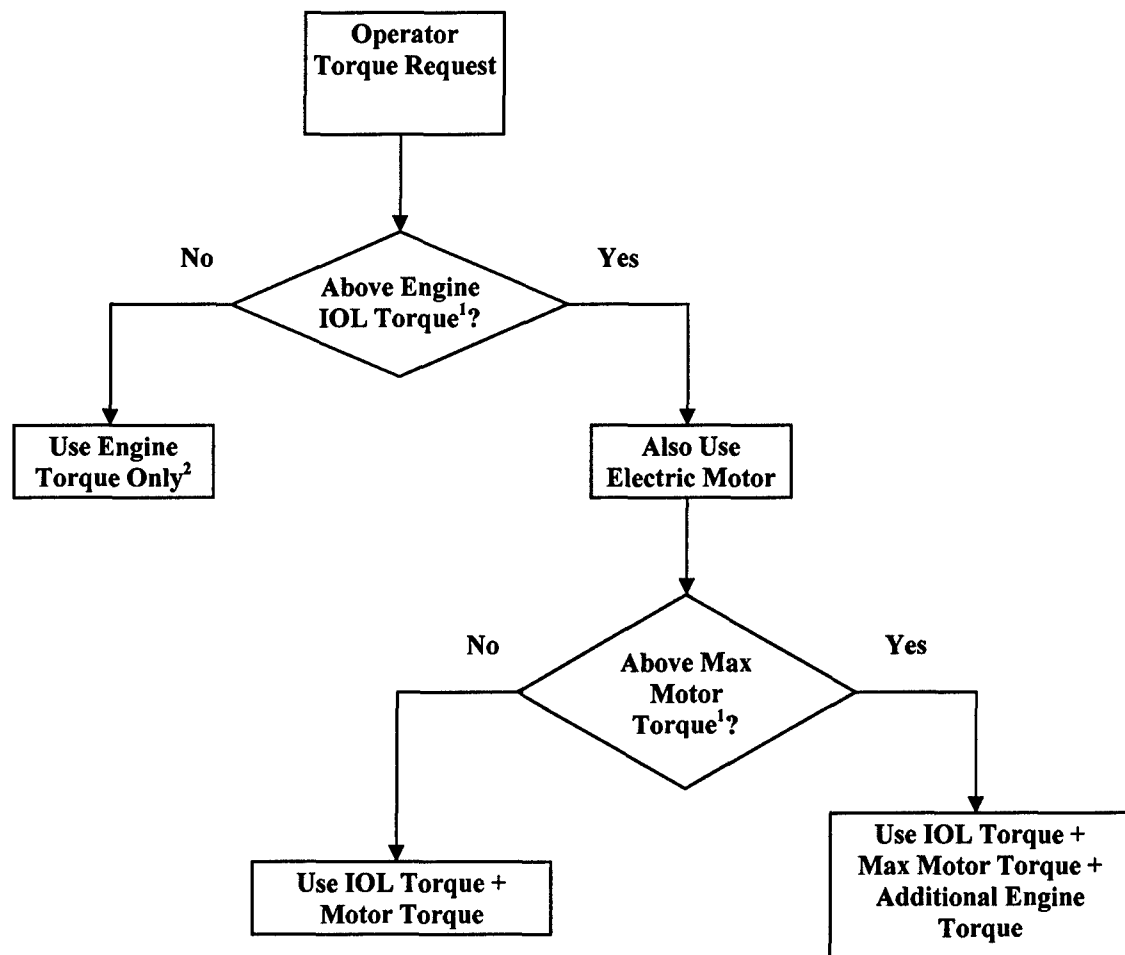 Operator
Torque Request
No
Yes
Above Engine
IOL Torque¹?
Use Engine
Torque Only²
Also Use
Electric Motor
No
Yes
Above Max
Motor
Torque¹?
Use IOL Torque +
Motor Torque
Use IOL Torque +
Max Motor Torque +
Additional Engine
Torque